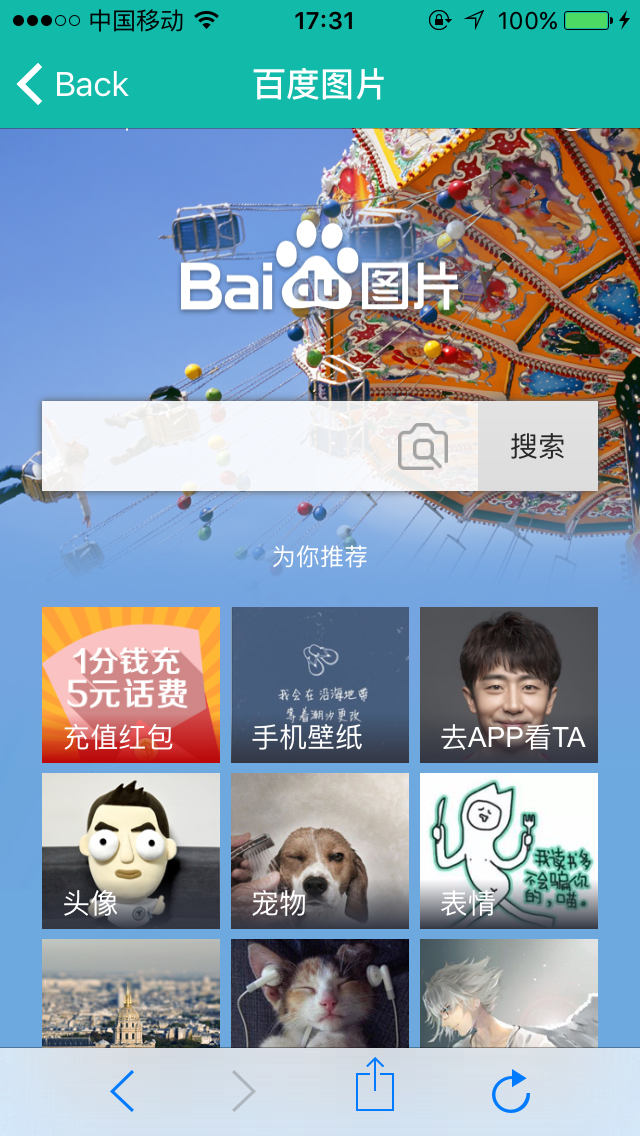 中国移动 17:31 100%
Back 百度图片
Bai du 图片
搜索
为你推荐
1分钱充
5元话费
充值红包
我会在沿海地带
等着潮汐更改
手机壁纸
去APP看TA
头像
宠物
我读书多
不会骗你
的，喵。
表情